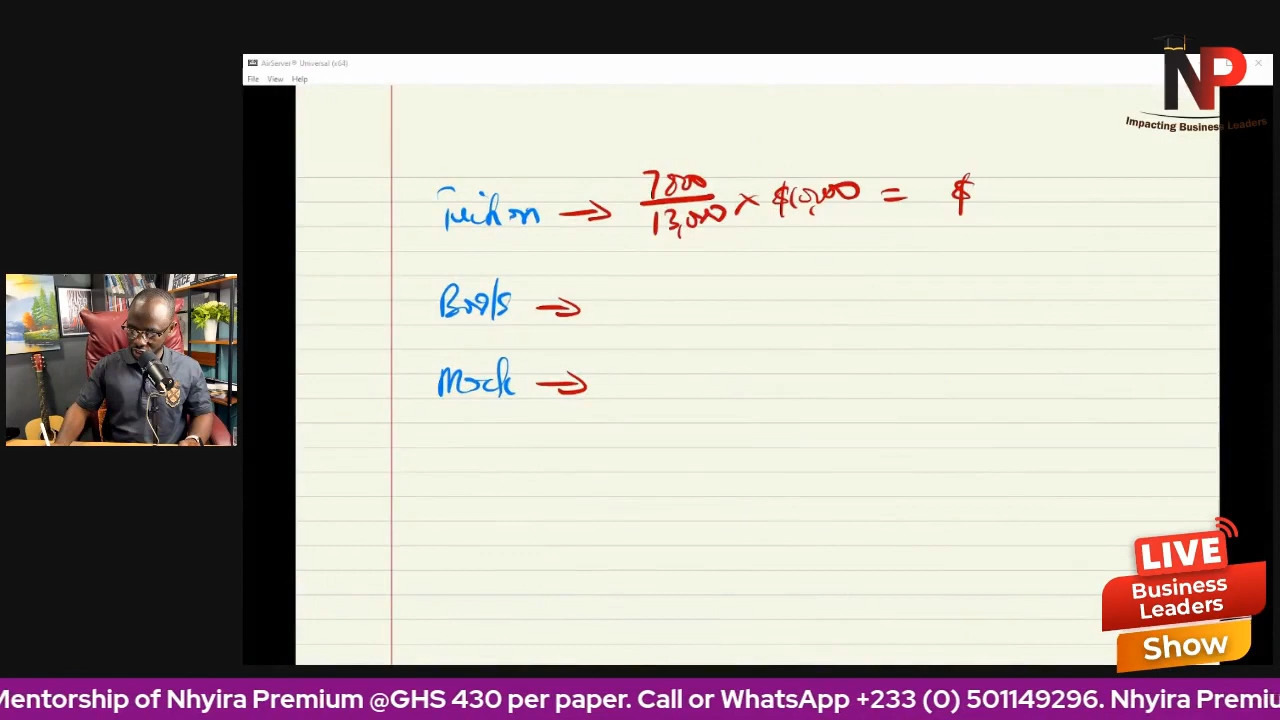 AirServer® Universal (x64)
File View Help
NP
Impacting Business Leaders
Tuition → 7000/13,000 × $10,000 = $
Books →
Mock →
LIVE
Business
Leaders
Show
Mentorship of Nhyira Premium @GHS 430 per paper. Call or WhatsApp +233 (0) 501149296. Nhyira Premiu